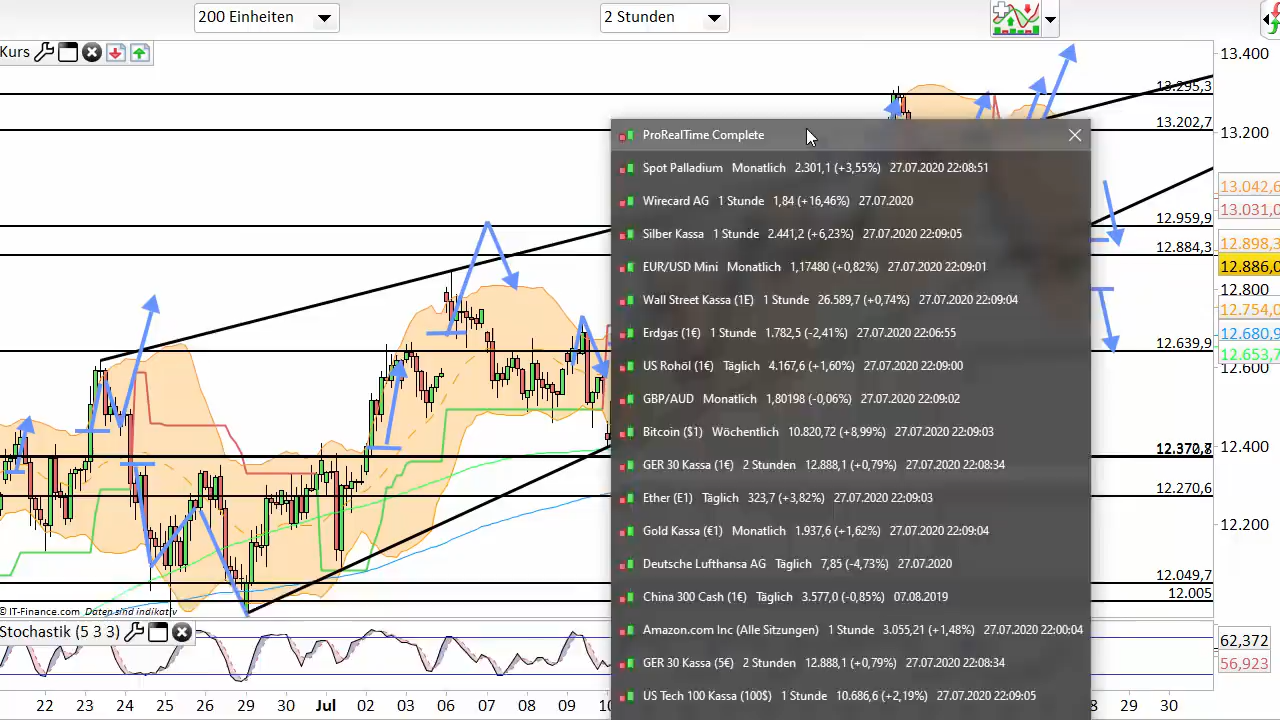 200 Einheiten
2 Stunden
Kurs
13.400
13.295,3
13.202,7
13.200
13.042,6
13.031,0
12.959,9
12.884,3
12.898,3
12.886,0
12.800
12.754,0
12.680,9
12.639,9
12.653,7
12.600
12.400
12.270,6
12.200
12.049,7
12.005
ProRealTime Complete
Spot Palladium Monatlich 2.301,1 (+3,55%) 27.07.2020 22:08:51
Wirecard AG 1 Stunde 1,84 (+16,46%) 27.07.2020
Silber Kassa 1 Stunde 2.441,2 (+6,23%) 27.07.2020 22:09:05
EUR/USD Mini Monatlich 1,17480 (+0,82%) 27.07.2020 22:09:01
Wall Street Kassa (1E) 1 Stunde 26.589,7 (+0,74%) 27.07.2020 22:09:04
Erdgas (1€) 1 Stunde 1.782,5 (-2,41%) 27.07.2020 22:06:55
US Rohöl (1€) Täglich 4.167,6 (+1,60%) 27.07.2020 22:09:00
GBP/AUD Monatlich 1,80198 (-0,06%) 27.07.2020 22:09:02
Bitcoin ($1) Wöchentlich 10.820,72 (+8,99%) 27.07.2020 22:09:03
GER 30 Kassa (1€) 2 Stunden 12.888,1 (+0,79%) 27.07.2020 22:08:34
Ether (E1) Täglich 323,7 (+3,82%) 27.07.2020 22:09:03
Gold Kassa (€1) Monatlich 1.937,6 (+1,62%) 27.07.2020 22:09:04
Deutsche Lufthansa AG Täglich 7,85 (-4,73%) 27.07.2020
China 300 Cash (1€) Täglich 3.577,0 (-0,85%) 07.08.2019
Amazon.com Inc (Alle Sitzungen) 1 Stunde 3.055,21 (+1,48%) 27.07.2020 22:00:04
GER 30 Kassa (5€) 2 Stunden 12.888,1 (+0,79%) 27.07.2020 22:08:34
US Tech 100 Kassa (100$) 1 Stunde 10.686,6 (+2,19%) 27.07.2020 22:09:05
© IT-Finance.com Daten sind indikativ
Stochastik (5 3 3)
62,372
56,923
22 23 24 25 26 29 30 Jul 02 03 06 07 08 09 29 30